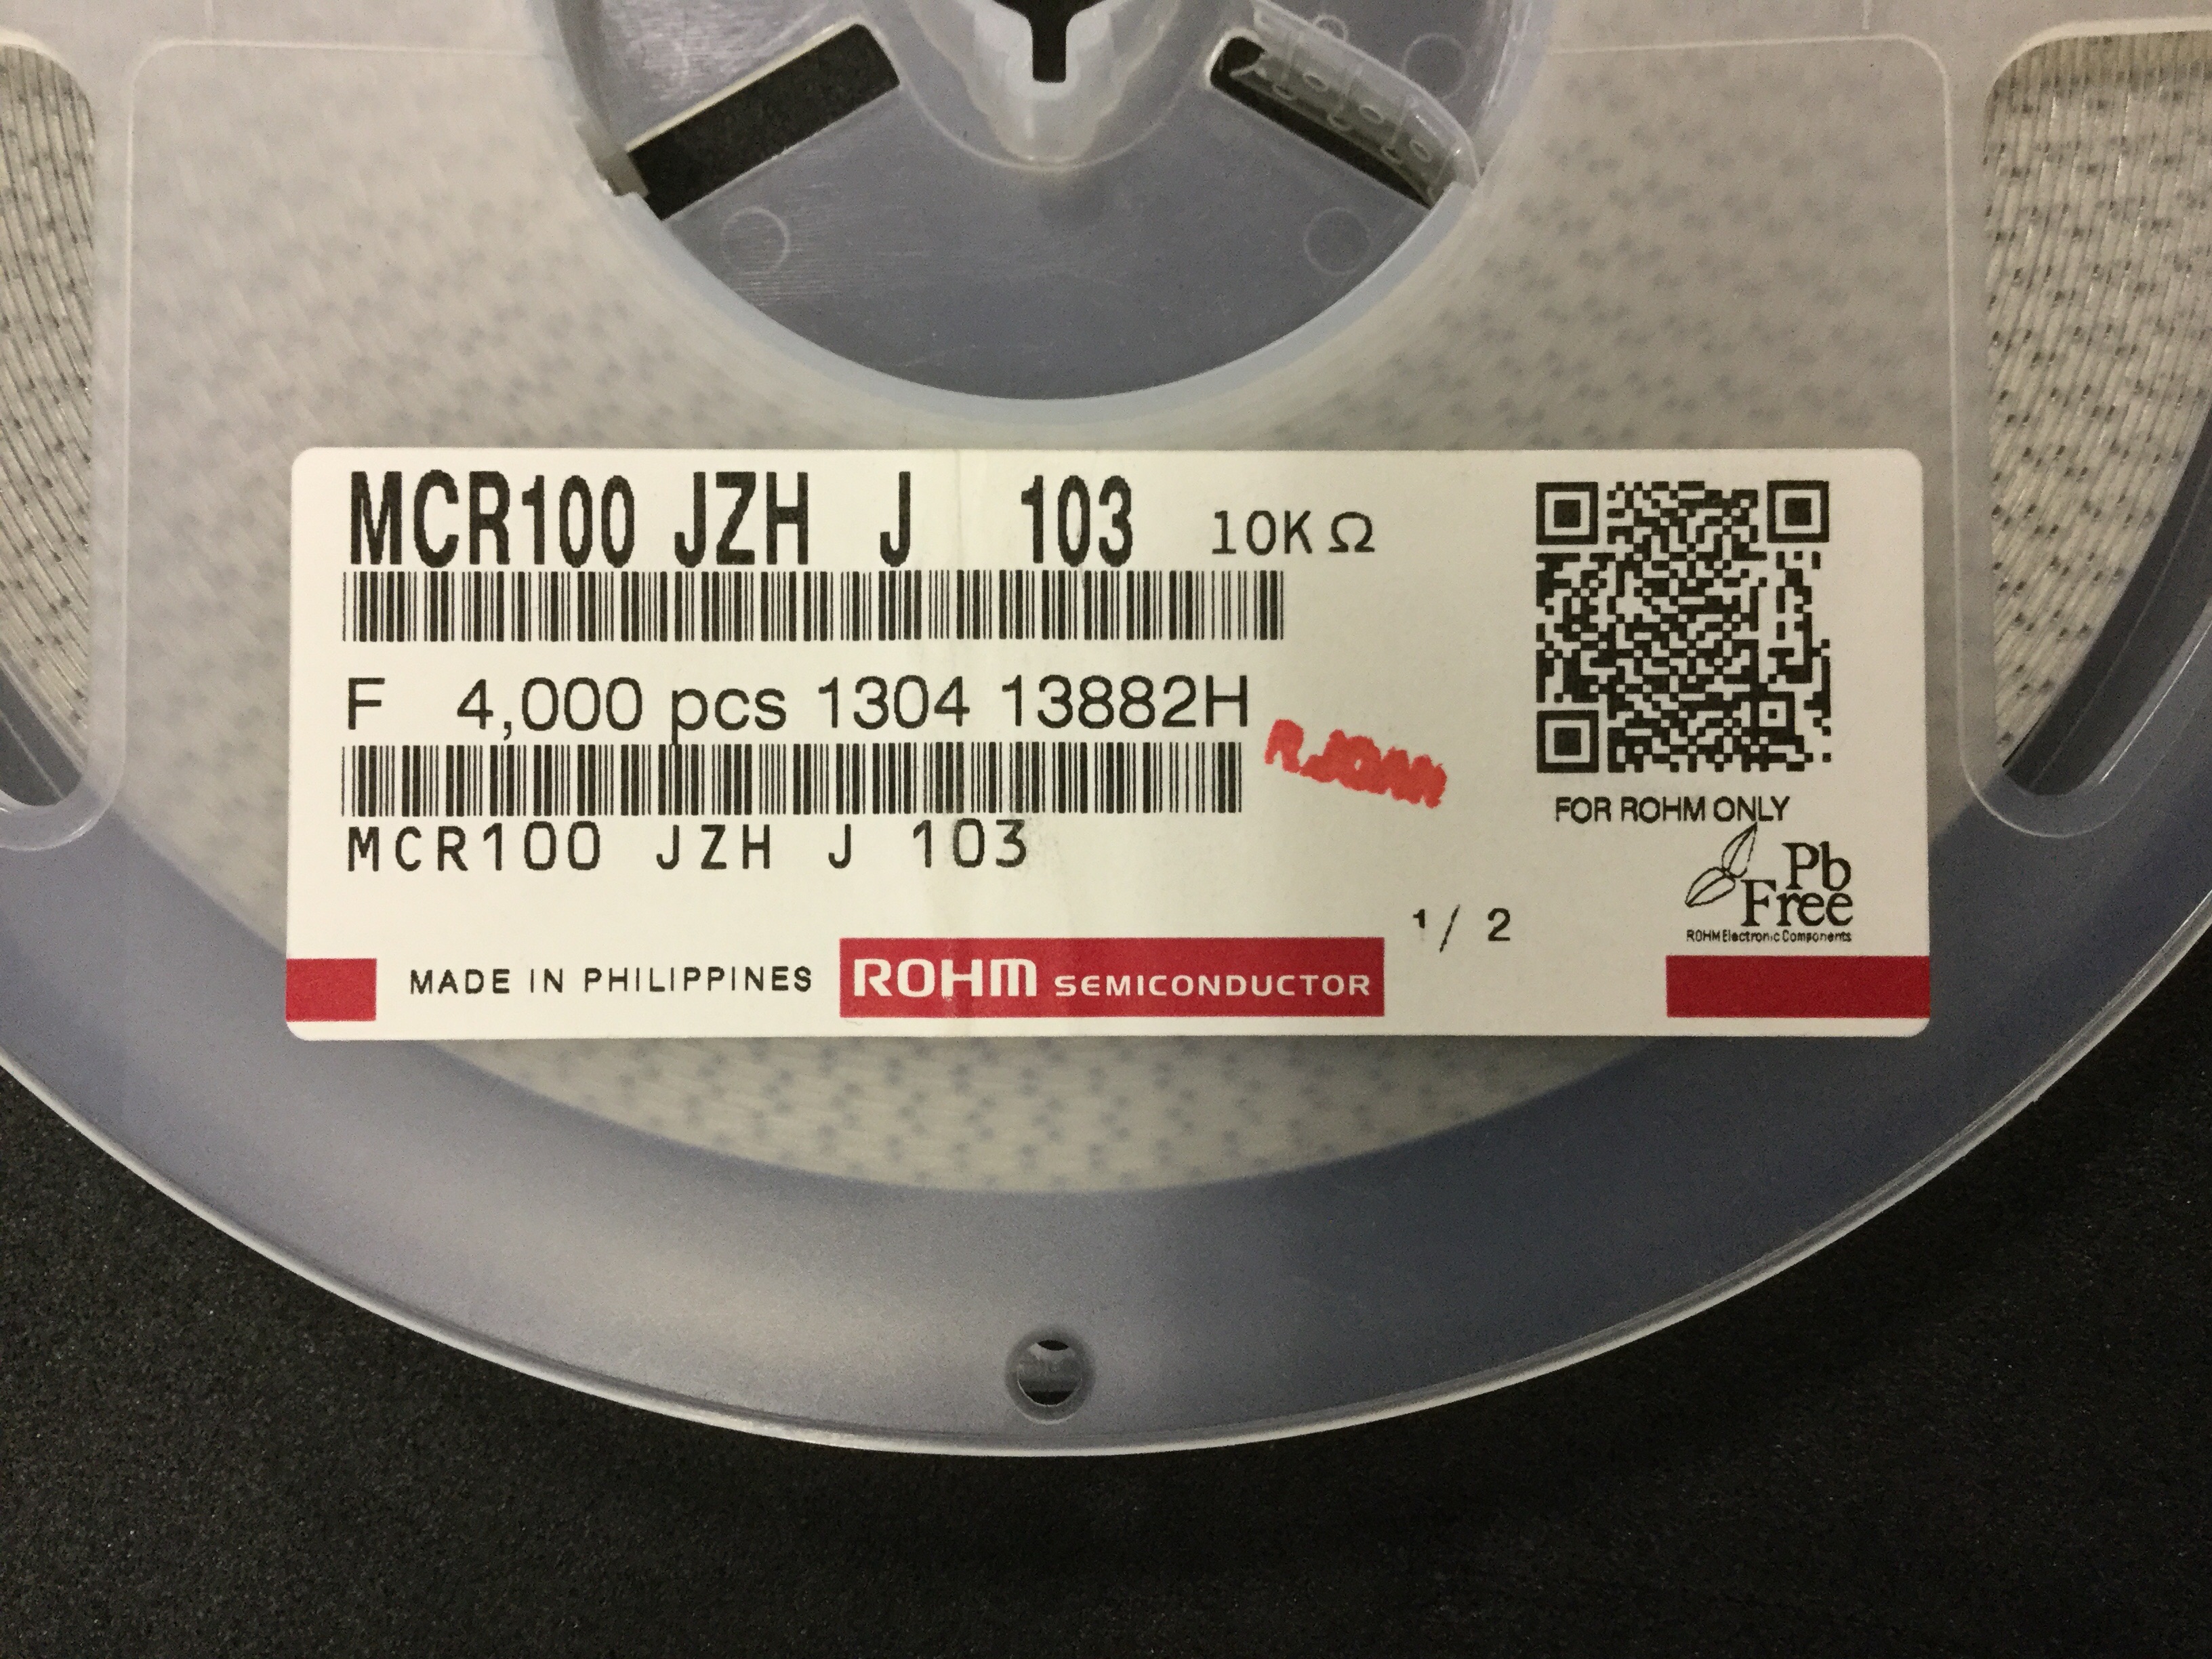 MCR100 JZH J 103 10KΩ
F 4,000 pcs 1304 13882H
MCR100 JZH J 103
FOR ROHM ONLY
Pb
Free
ROHM Electronic Components
1/ 2
MADE IN PHILIPPINES ROHM SEMICONDUCTOR